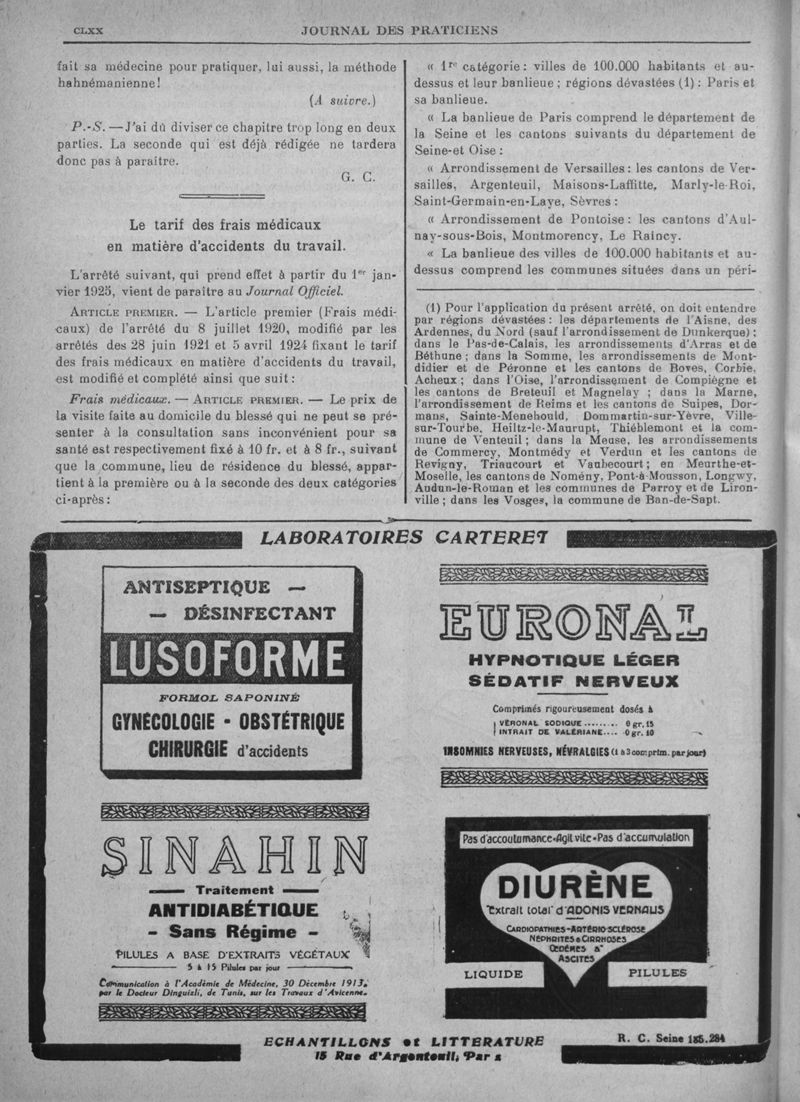 CLXX
JOURNAL DES PRATICIENS
fait sa médecine pour pratiquer, lui aussi, la méthode
hahnémanienne!
(A suivre.)
P.-S. — J'ai dû diviser ce chapitre trop long en deux
parties. La seconde qui est déjà rédigée ne tardera
donc pas à paraître.
G. C.
Le tarif des frais médicaux
en matière d'accidents du travail.
L'arrêté suivant, qui prend effet à partir du 1er jan-
vier 1925, vient de paraître au Journal Officiel.
ARTICLE PREMIER. — L'article premier (Frais médi-
caux) de l'arrêté du 8 juillet 1920, modifié par les
arrêtés des 28 juin 1921 et 5 avril 1924 fixant le tarif
des frais médicaux en matière d'accidents du travail,
est modifié et complété ainsi que suit :
Frais médicaux. — ARTICLE PREMIER. — Le prix de
la visite faite au domicile du blessé qui ne peut se pré-
senter à la consultation sans inconvénient pour sa
santé est respectivement fixé à 10 fr. et à 8 fr., suivant
que la commune, lieu de résidence du blessé, appar-
tient à la première ou à la seconde des deux catégories
ci-après :
« 1re catégorie : villes de 100.000 habitants et au-
dessus et leur banlieue ; régions dévastées (1) : Paris et
sa banlieue.
« La banlieue de Paris comprend le département de
la Seine et les cantons suivants du département de
Seine-et Oise :
« Arrondissement de Versailles : les cantons de Ver-
sailles, Argenteuil, Maisons-Laffitte, Marly-le-Roi,
Saint-Germain-en-Laye, Sèvres :
« Arrondissement de Pontoise : les cantons d'Aul-
nay-sous-Bois, Montmorency, Le Raincy.
« La banlieue des villes de 100.000 habitants et au-
dessus comprend les communes situées dans un péri-
(1) Pour l'application du présent arrêté, on doit entendre
par régions dévastées : les départements de l'Aisne, des
Ardennes, du Nord (sauf l'arrondissement de Dunkerque) ;
dans le Pas-de-Calais, les arrondissements d'Arras et de
Béthune ; dans la Somme, les arrondissements de Mont-
didier et de Péronne et les cantons de Boves, Corbie,
Acheux ; dans l'Oise, l'arrondissement de Compiègne et
les cantons de Breteuil et Magnelay ; dans la Marne,
l'arrondissement de Reims et les cantons de Suipes, Dor-
mans, Sainte-Menehould, Dommartin-sur-Yèvre, Ville-
sur-Tourbe, Heiltz-le-Maurupt, Thiéblemont et la com-
mune de Venteuil ; dans la Meuse, les arrondissements
de Commercy, Montmédy et Verdun et les cantons de
Revigny, Triaucourt et Vaubecourt ; en Meurthe-et-
Moselle, les cantons de Nomény, Pont-à-Mousson, Longwy,
Audun-le-Roman et les communes de Parroy et de Liron-
ville ; dans les Vosges, la commune de Ban-de-Sapt.
LABORATOIRES CARTERET
ANTISEPTIQUE —
— DÉSINFECTANT
LUSOFORME
FORMOL SAPONINÉ
GYNÉCOLOGIE - OBSTÉTRIQUE
CHIRURGIE d'accidents
EURONAL
HYPNOTIQUE LÉGER
SÉDATIF NERVEUX
Comprimés rigoureusement dosés à
VÉRONAL SODIQUE ........ 0 gr. 15
INTRAIT DE VALÉRIANE.... 0 gr. 10
INSOMNIES NERVEUSES, NÉVRALGIES (1 à 3 comprim. par jour)
SINAHIN
Traitement
ANTIDIABÉTIQUE
- Sans Régime -
PILULES A BASE D'EXTRAITS VÉGÉTAUX
5 à 15 Pilules par jour
Communication à l'Académie de Médecine, 30 Décembre 1913,
par le Docteur Dinguizli, de Tunis, sur les Travaux d'Avicenne.
Pas d'accoutumance - Agit vite - Pas d'accumulation
DIURÈNE
Extrait total d'ADONIS VERNALIS
CARDIOPATHIES - ARTÉRIO-SCLÉROSE
NÉPHRITES & CIRRHOSES
ŒDÈMES &
ASCITES
LIQUIDE
PILULES
ECHANTILLONS et LITTERATURE
15 Rue d'Argenteuil,
R. C. Seine 185.284